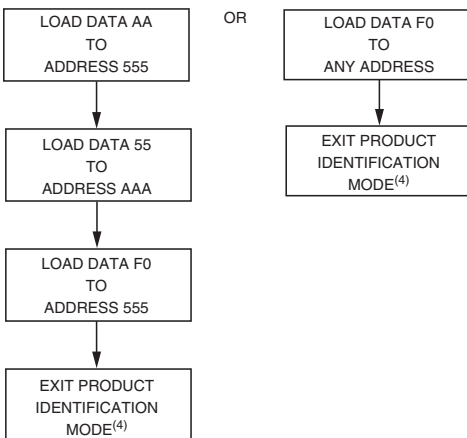 LOAD DATA AA
TO
ADDRESS 555
LOAD DATA 55
TO
ADDRESS AAA
LOAD DATA F0
TO
ADDRESS 555
EXIT PRODUCT
IDENTIFICATION
MODE(4)
OR
LOAD DATA F0
TO
ANY ADDRESS
EXIT PRODUCT
IDENTIFICATION
MODE(4)